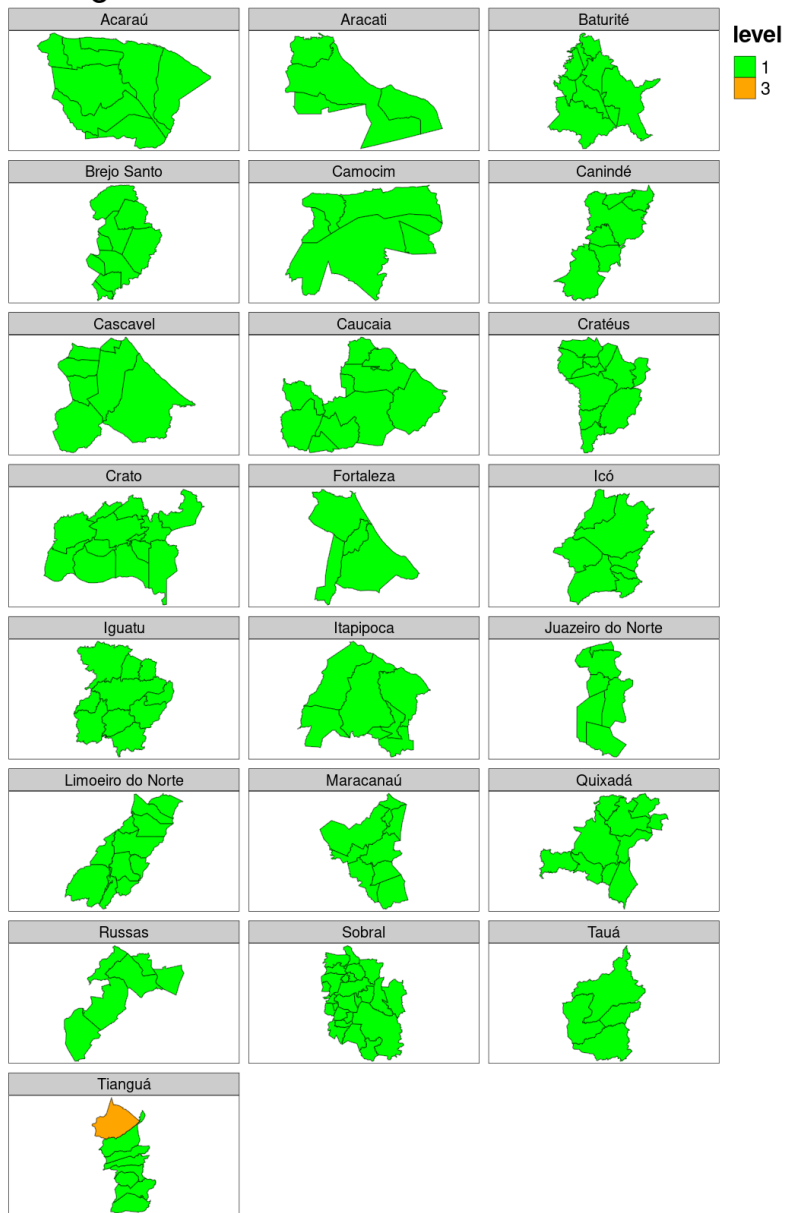 Acaraú Aracati Baturité
level
1
3
Brejo Santo Camocim Canindé
Cascavel Caucaia Cratéus
Crato Fortaleza Icó
Iguatu Itapipoca Juazeiro do Norte
Limoeiro do Norte Maracanaú Quixadá
Russas Sobral Tauá
Tianguá